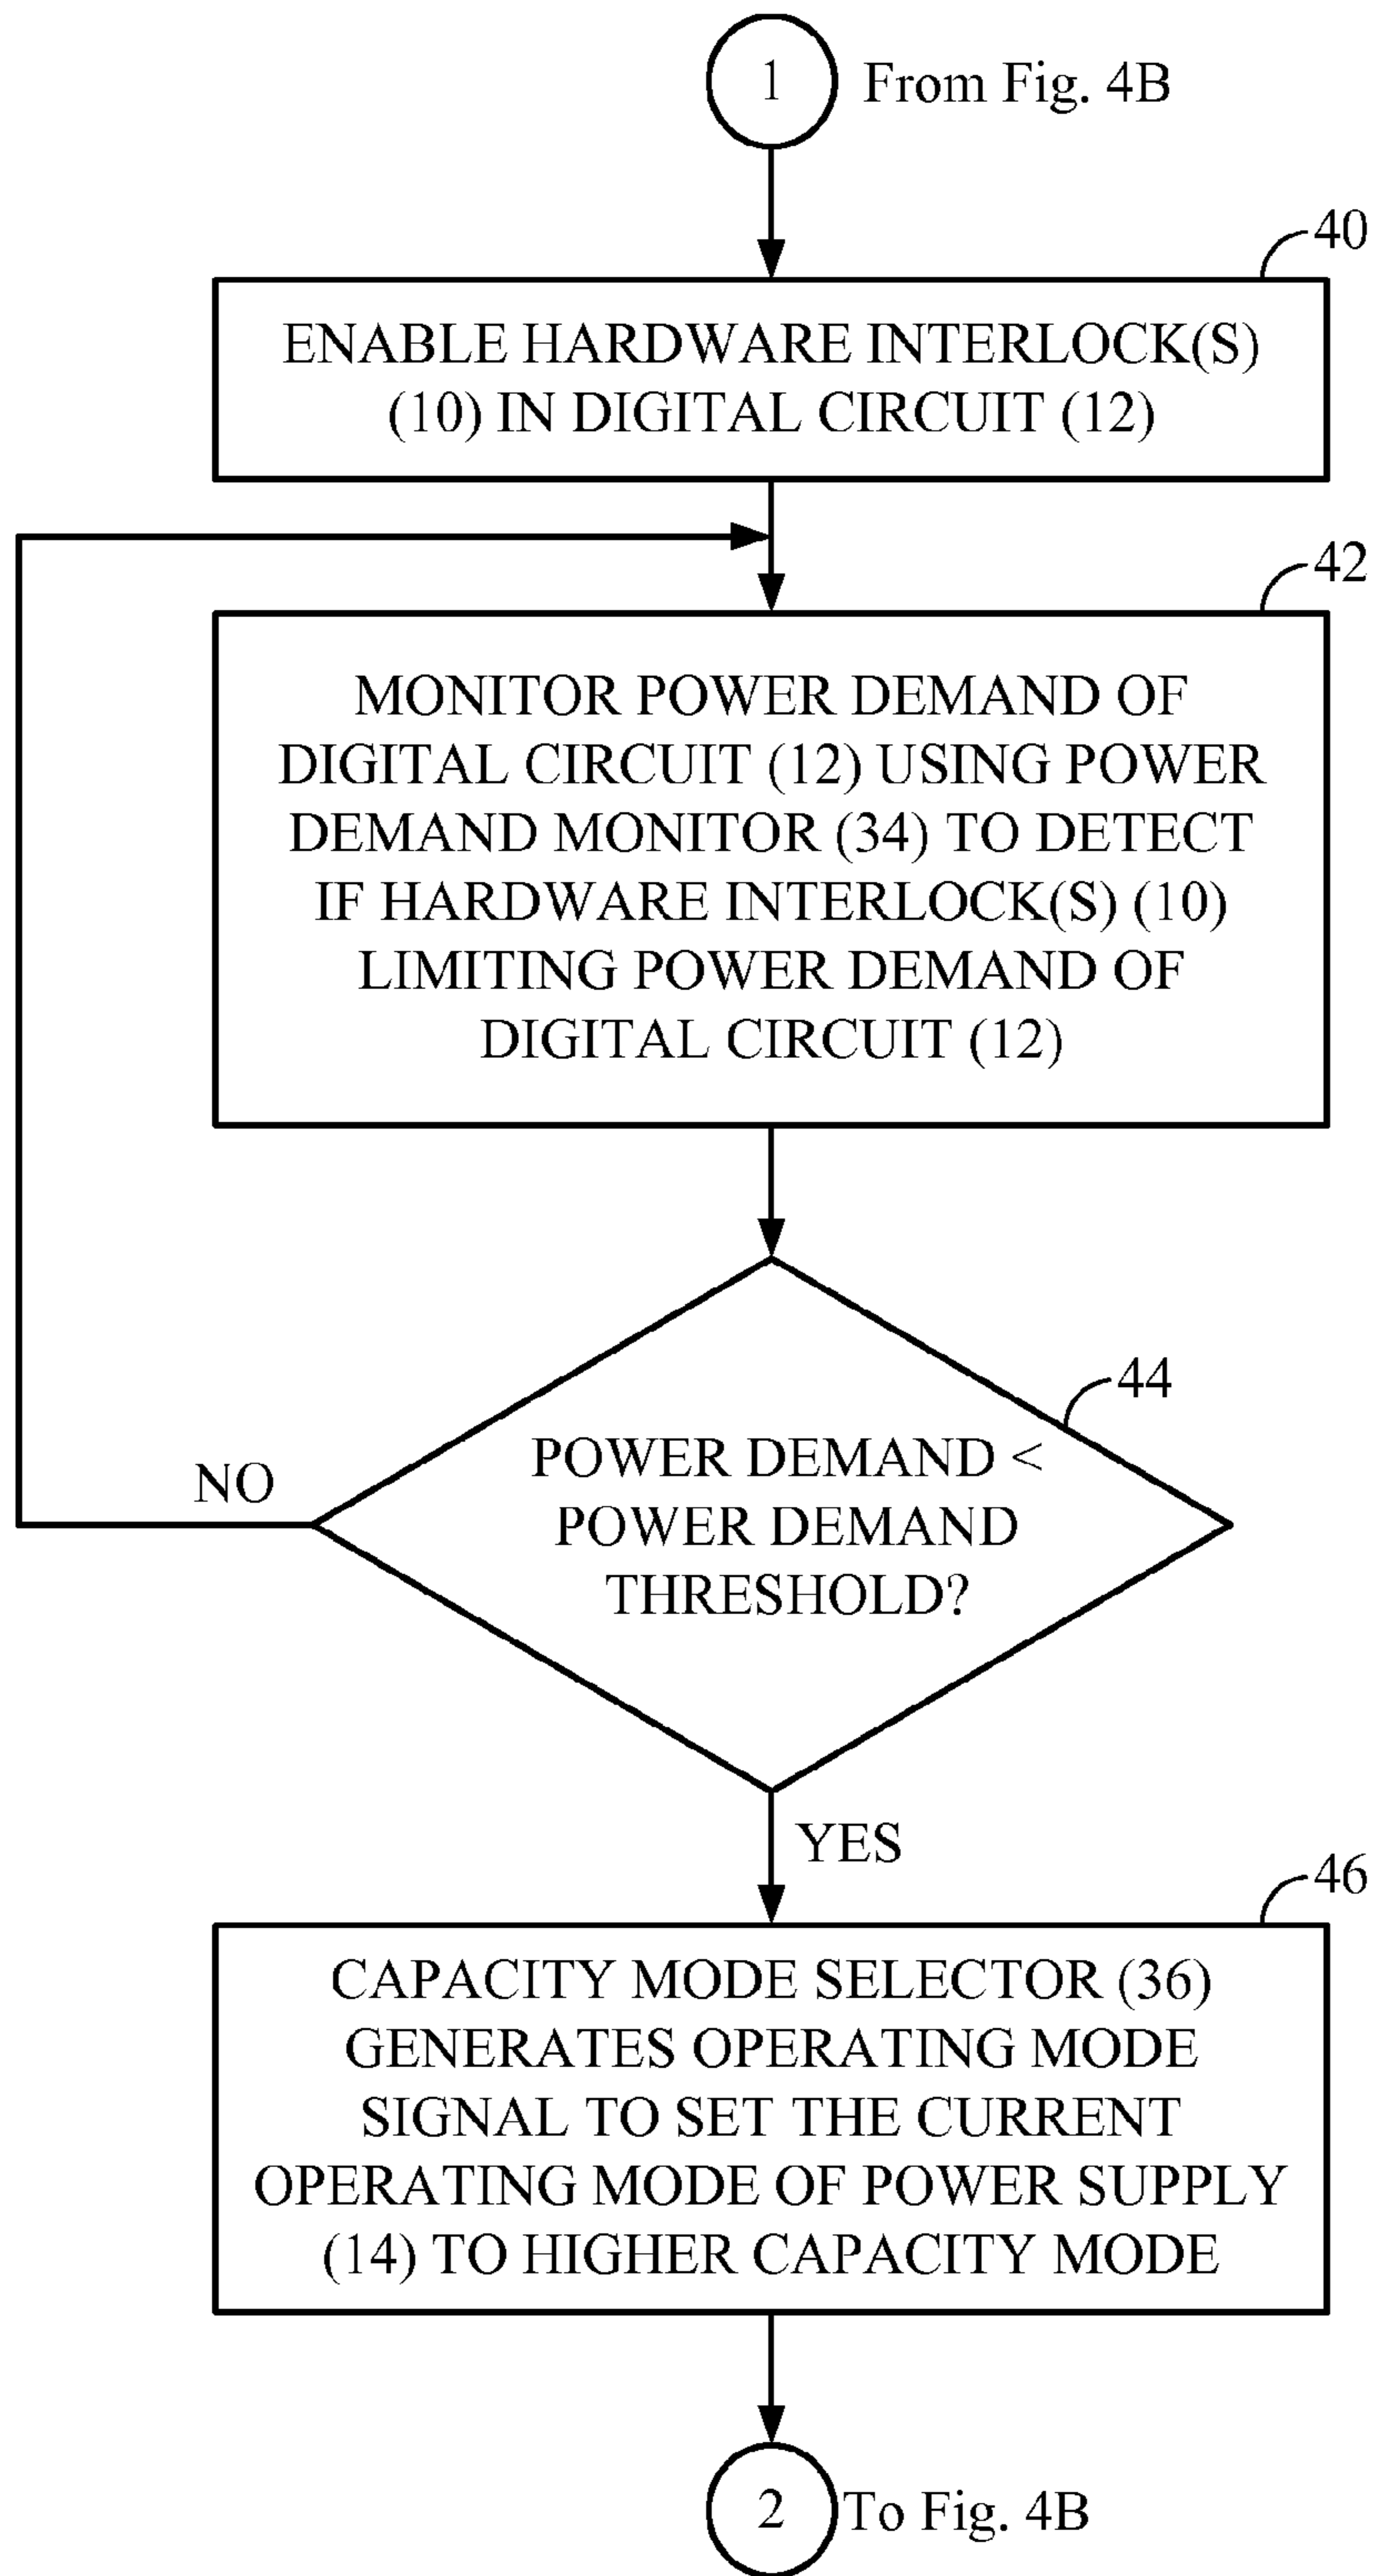 1 From Fig. 4B
40
ENABLE HARDWARE INTERLOCK(S)
(10) IN DIGITAL CIRCUIT (12)
42
MONITOR POWER DEMAND OF
DIGITAL CIRCUIT (12) USING POWER
DEMAND MONITOR (34) TO DETECT
IF HARDWARE INTERLOCK(S) (10)
LIMITING POWER DEMAND OF
DIGITAL CIRCUIT (12)
44
NO
POWER DEMAND <
POWER DEMAND
THRESHOLD?
YES
46
CAPACITY MODE SELECTOR (36)
GENERATES OPERATING MODE
SIGNAL TO SET THE CURRENT
OPERATING MODE OF POWER SUPPLY
(14) TO HIGHER CAPACITY MODE
2 To Fig. 4B